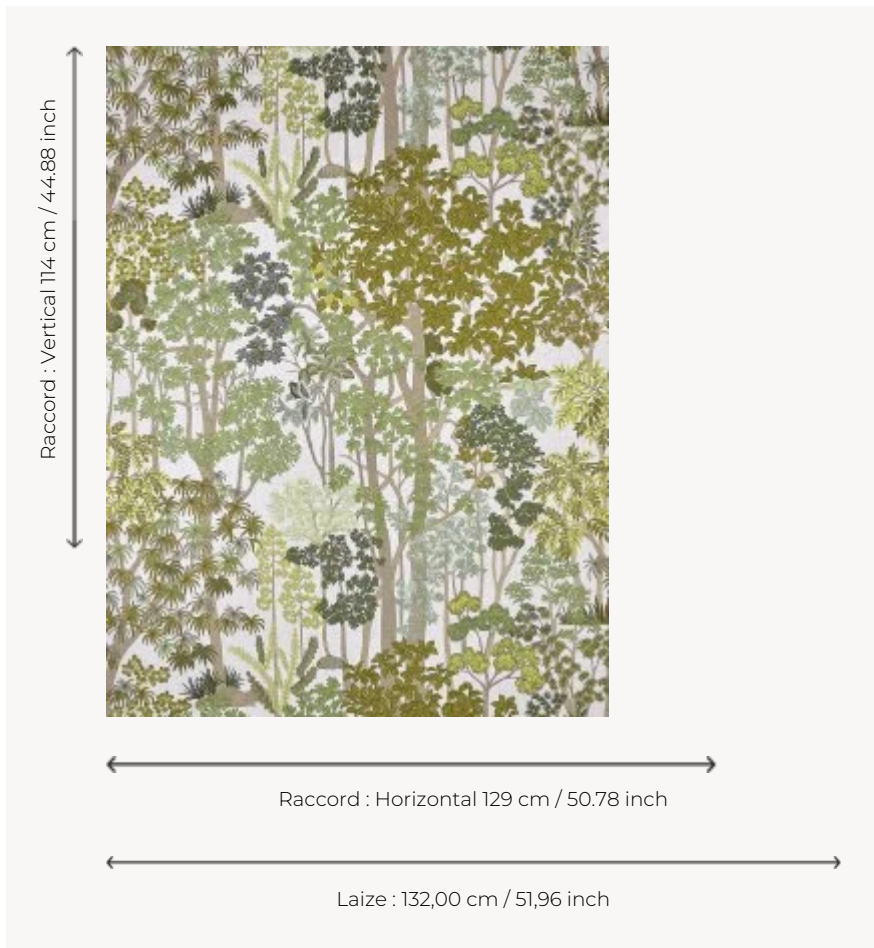 Raccord : Vertical 114 cm / 44.88 inch
Raccord : Horizontal 129 cm / 50.78 inch
Laize : 132,00 cm / 51,96 inch